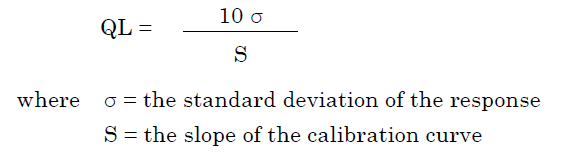 QL = 10 σ / S
where σ = the standard deviation of the response
S = the slope of the calibration curve